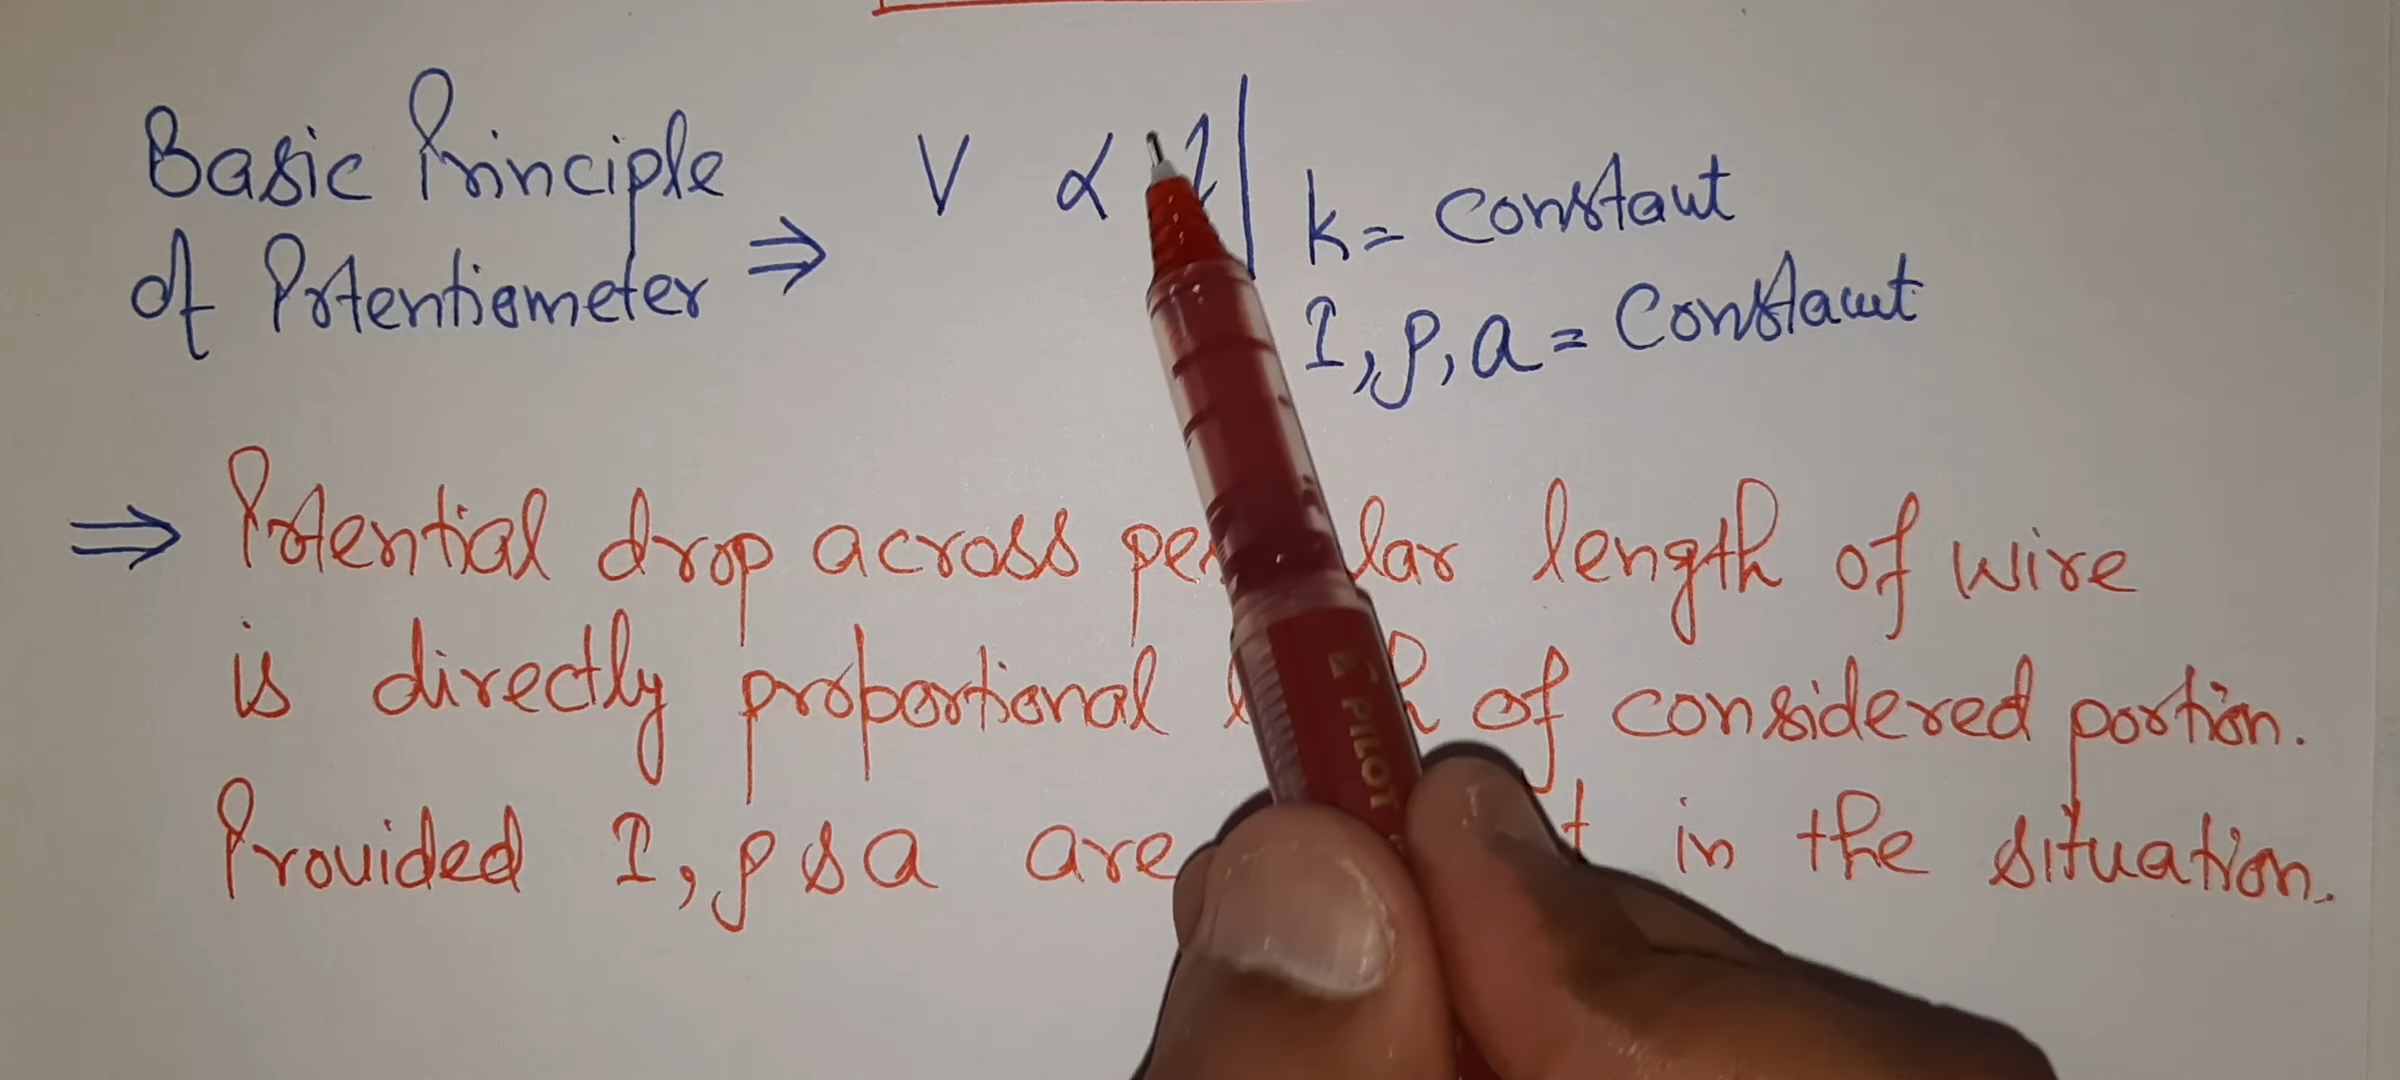 Basic Principle
of Potentiometer ⇒ V ∝ l | k = constant
I, ρ, a = Constant
⇒ Potential drop across length of wire
is directly proportional of considered portion.
Provided I, ρ & a are in the situation.
PILOT